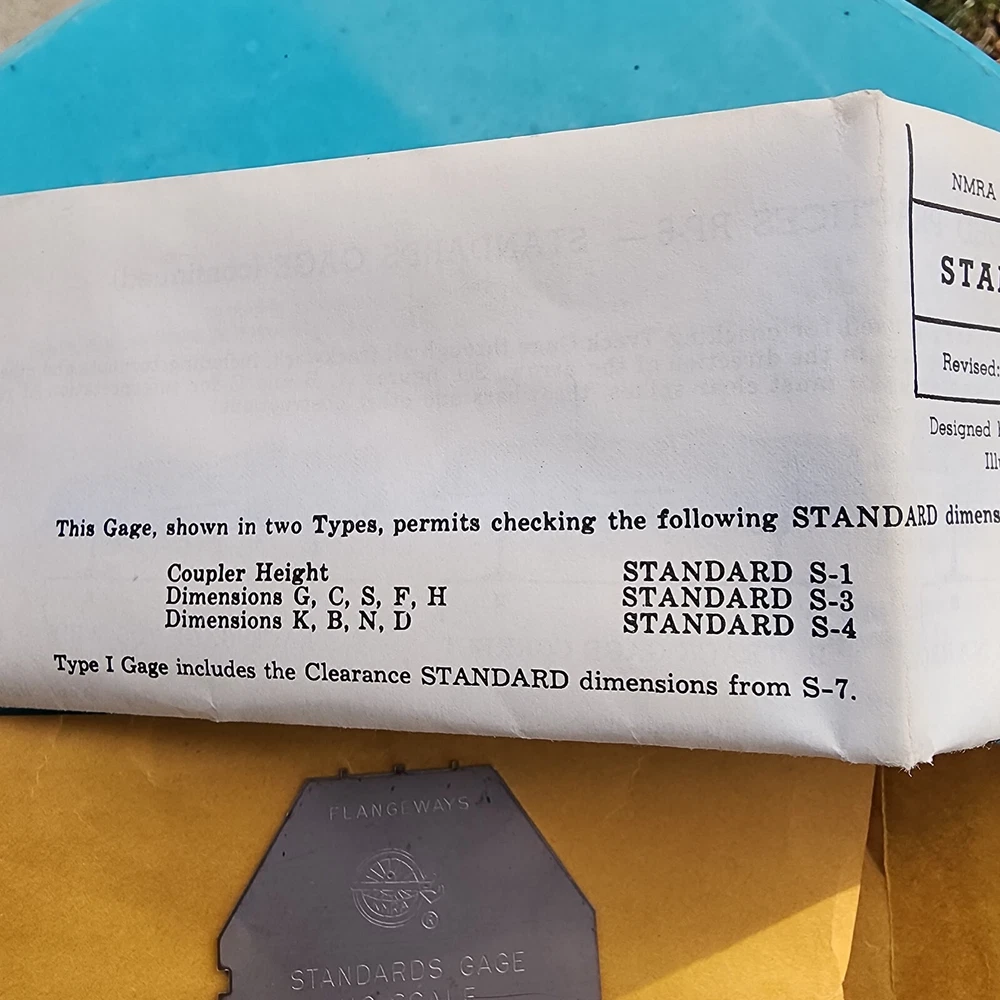 NMRA
STA
Revised:
Designed
This Gage, shown in two Types, permits checking the following STANDARD dimens
Coupler Height STANDARD S-1
Dimensions G, C, S, F, H STANDARD S-3
Dimensions K, B, N, D STANDARD S-4
Type I Gage includes the Clearance STANDARD dimensions from S-7.
FLANGEWAYS
®
STANDARDS GAGE
SCALE